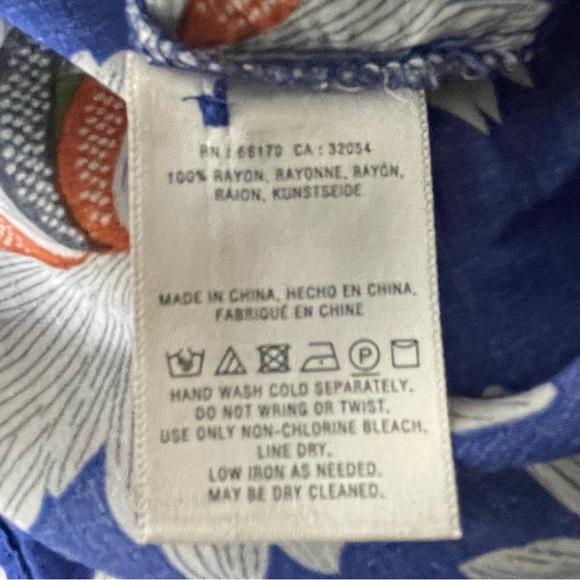 RN : 66170 CA : 32054
100% RAYON, RAYONNE, RAYÓN,
RAION, KUNSTSEIDE
MADE IN CHINA, HECHO EN CHINA,
FABRIQUÉ EN CHINE
P
HAND WASH COLD SEPARATELY.
DO NOT WRING OR TWIST.
USE ONLY NON-CHLORINE BLEACH.
LINE DRY.
LOW IRON AS NEEDED.
MAY BE DRY CLEANED.